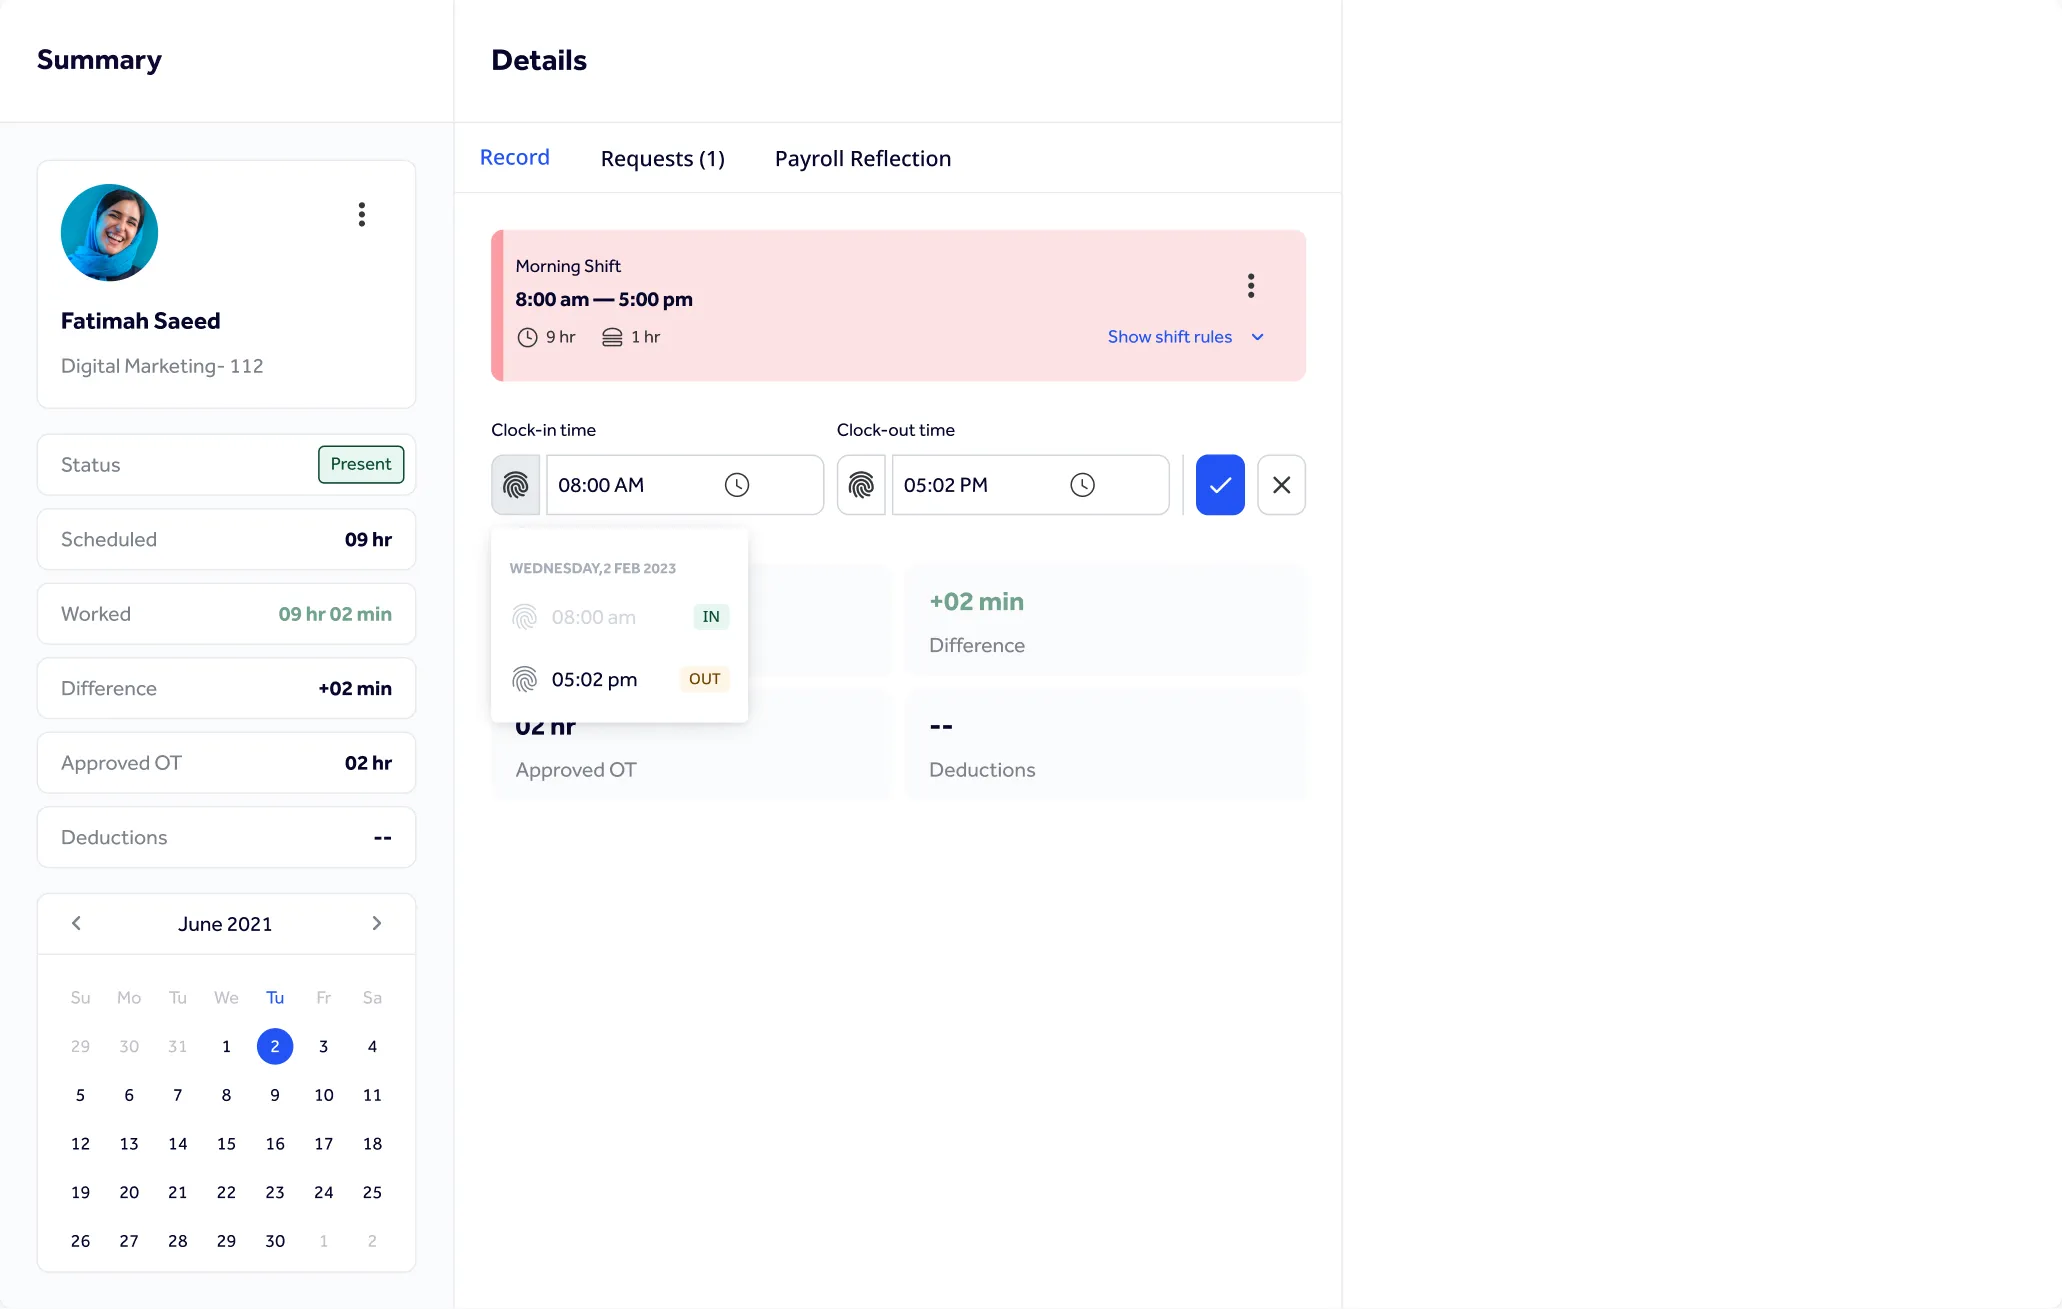 Summary
Fatimah Saeed
Digital Marketing- 112
Status Present
Scheduled 09 hr
Worked 09 hr 02 min
Difference +02 min
Approved OT 02 hr
Deductions --
June 2021
Su Mo Tu We Tu Fr Sa
29 30 31 1 2 3 4
5 6 7 8 9 10 11
12 13 14 15 16 17 18
19 20 21 22 23 24 25
26 27 28 29 30 1 2
Details
Record Requests (1) Payroll Reflection
Morning Shift
8:00 am — 5:00 pm
9 hr 1 hr Show shift rules
Clock-in time Clock-out time
08:00 AM 05:02 PM
WEDNESDAY,2 FEB 2023
08:00 am IN
05:02 pm OUT
+02 min
Difference
02 hr
Approved OT
--
Deductions